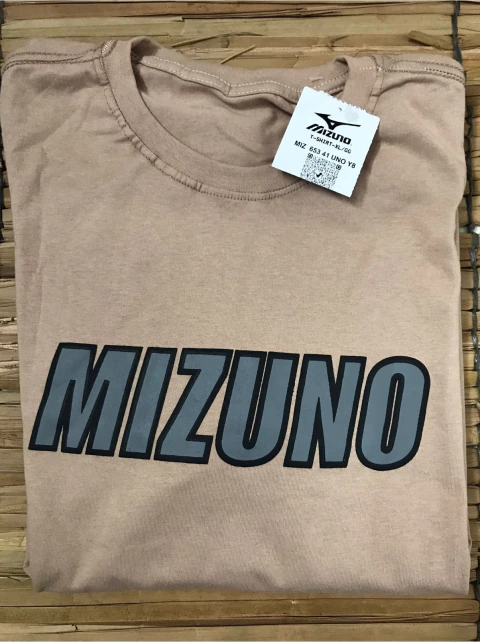 MIZUNO
T-SHIRT-XL/GG
MIZ 653 41 UNO Y8
MIZUNO